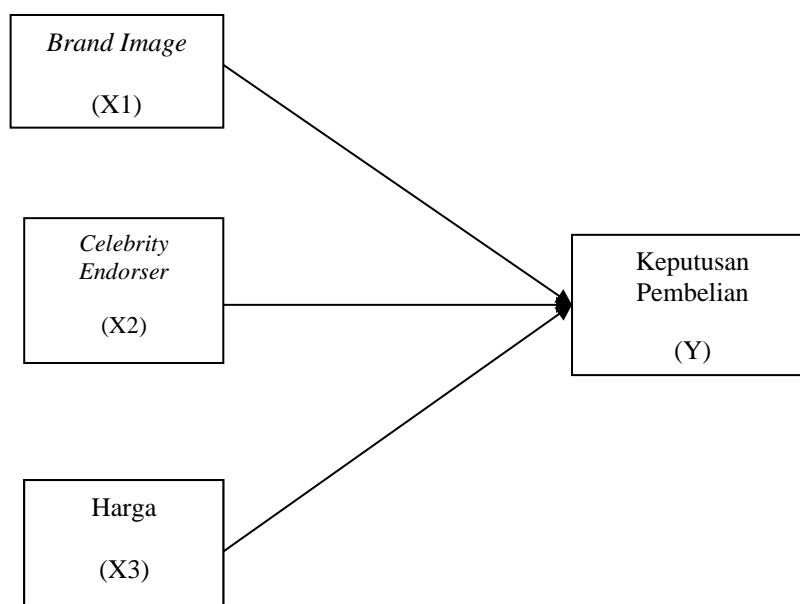 Brand Image
(X1)
Celebrity
Endorser
(X2)
Keputusan
Pembelian
(Y)
Harga
(X3)